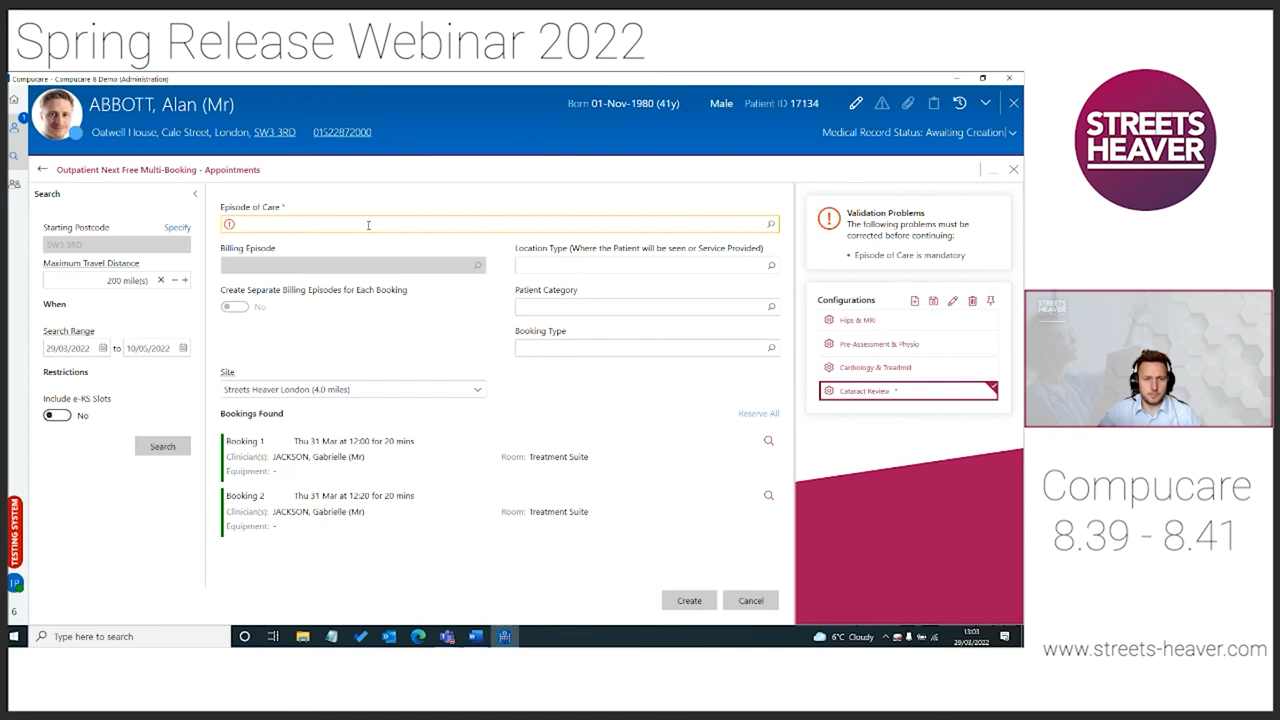 Spring Release Webinar 2022
Compucare - Compucare 8 Demo (Administration)
ABBOTT, Alan (Mr)
Born 01-Nov-1980 (41y)
Male
Patient ID 17134
Oatwell House, Cale Street, London, SW3 3RD
01522872000
Medical Record Status: Awaiting Creation
Outpatient Next Free Multi-Booking - Appointments
Search
Starting Postcode
Specify
SW3 3RD
Maximum Travel Distance
200 mile(s)
When
Search Range
29/03/2022
to
10/05/2022
Restrictions
Include e-RS Slots
No
Search
Episode of Care *
Billing Episode
Location Type (Where the Patient will be seen or Service Provided)
Create Separate Billing Episodes for Each Booking
No
Patient Category
Booking Type
Site
Streets Heaver London (4.0 miles)
Bookings Found
Reserve All
Booking 1
Thu 31 Mar at 12:00 for 20 mins
Clinician(s): JACKSON, Gabrielle (Mr)
Room: Treatment Suite
Equipment: -
Booking 2
Thu 31 Mar at 12:20 for 20 mins
Clinician(s): JACKSON, Gabrielle (Mr)
Room: Treatment Suite
Equipment: -
Create
Cancel
Validation Problems
The following problems must be
corrected before continuing:
• Episode of Care is mandatory
Configurations
Hips & MRI
Pre-Assessment & Physio
Cardiology & Treadmill
Cataract Review *
TESTING SYSTEM
1
6
Type here to search
6°C Cloudy
13:03
29/03/2022
STREETS
HEAVER
STREETS
HEAVER
Compucare
8.39 - 8.41
www.streets-heaver.com